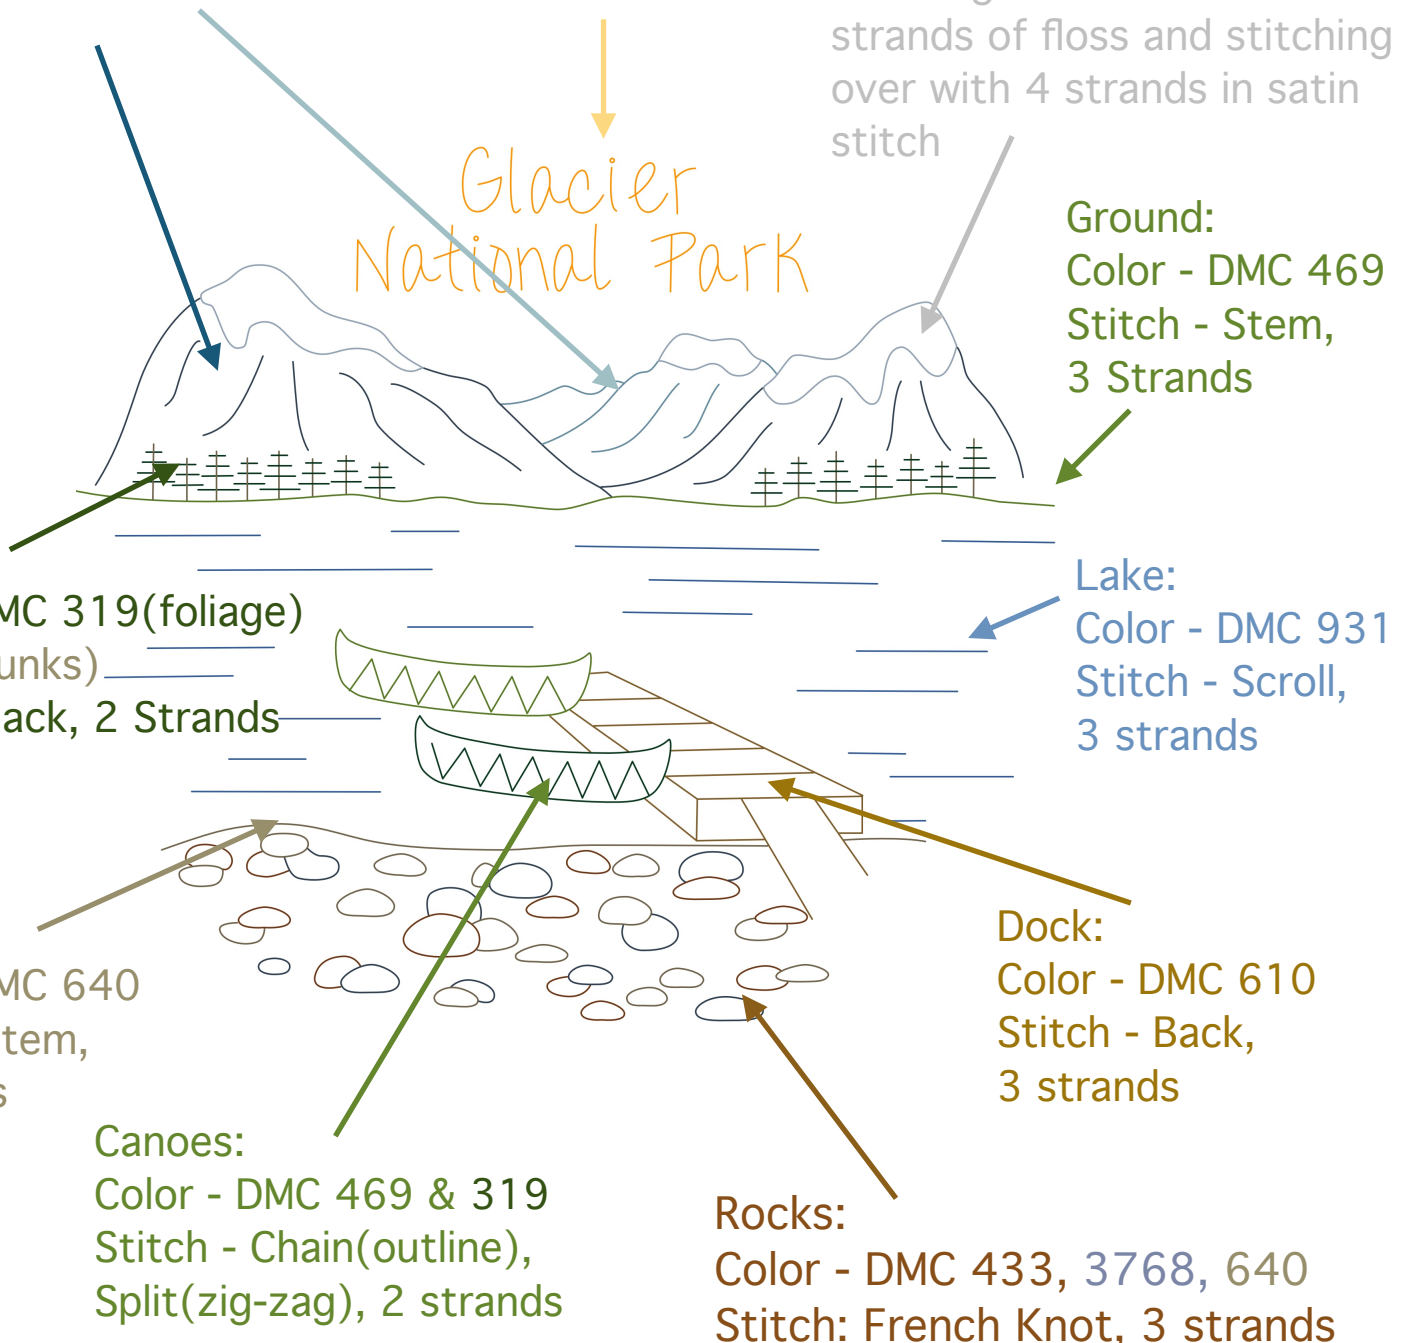 strands of floss and stitching
over with 4 strands in satin
stitch
Glacier
National Park
Ground:
Color - DMC 469
Stitch - Stem,
3 Strands
MC 319(foliage)
unks)
ack, 2 Strands
Lake:
Color - DMC 931
Stitch - Scroll,
3 strands
MC 640
tem,
s
Dock:
Color - DMC 610
Stitch - Back,
3 strands
Canoes:
Color - DMC 469 & 319
Stitch - Chain(outline),
Split(zig-zag), 2 strands
Rocks:
Color - DMC 433, 3768, 640
Stitch: French Knot, 3 strands